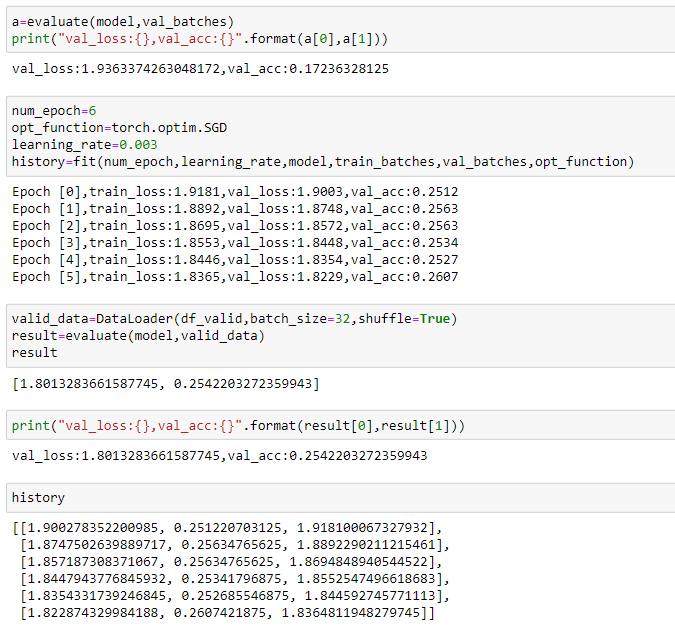 a=evaluate(model,val_batches)
print("val_loss:{},val_acc:{}".format(a[0],a[1]))
val_loss:1.9363374263048172,val_acc:0.17236328125
num_epoch=6
opt_function=torch.optim.SGD
learning_rate=0.003
history=fit(num_epoch,learning_rate,model,train_batches,val_batches,opt_function)
Epoch [0],train_loss:1.9181,val_loss:1.9003,val_acc:0.2512
Epoch [1],train_loss:1.8892,val_loss:1.8748,val_acc:0.2563
Epoch [2],train_loss:1.8695,val_loss:1.8572,val_acc:0.2563
Epoch [3],train_loss:1.8553,val_loss:1.8448,val_acc:0.2534
Epoch [4],train_loss:1.8446,val_loss:1.8354,val_acc:0.2527
Epoch [5],train_loss:1.8365,val_loss:1.8229,val_acc:0.2607
valid_data=DataLoader(df_valid,batch_size=32,shuffle=True)
result=evaluate(model,valid_data)
result
[1.8013283661587745, 0.2542203272359943]
print("val_loss:{},val_acc:{}".format(result[0],result[1]))
val_loss:1.8013283661587745,val_acc:0.2542203272359943
history
[[1.900278352200985, 0.251220703125, 1.918100067327932],
[1.8747502639889717, 0.25634765625, 1.8892290211215461],
[1.857187308371067, 0.25634765625, 1.8694848940544522],
[1.8447943776845932, 0.25341796875, 1.8552547496618683],
[1.8354331739246845, 0.252685546875, 1.844592745771113],
[1.822874329984188, 0.2607421875, 1.8364811948279745]]